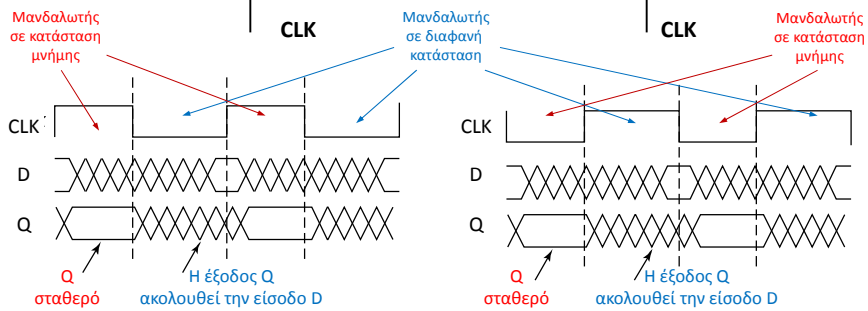 Μανδαλωτής
σε κατάσταση
μνήμης
CLK
Μανδαλωτής
σε διαφανή
κατάσταση
CLK
Μανδαλωτής
σε κατάσταση
μνήμης
CLK
D
Q
Q
σταθερό
Η έξοδος Q
ακολουθεί την είσοδο D
CLK
D
Q
Q
σταθερό
Η έξοδος Q
ακολουθεί την είσοδο D